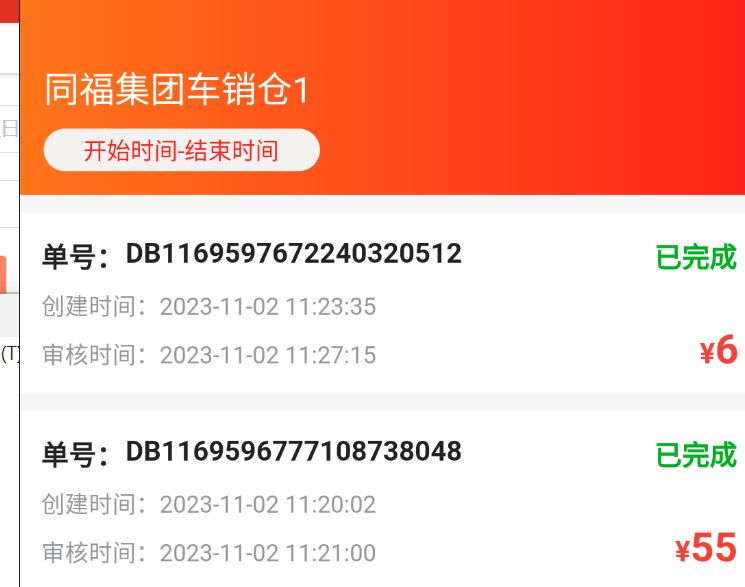 同福集团车销仓1
开始时间-结束时间
日
单号：DB1169597672240320512 已完成
创建时间：2023-11-02 11:23:35
审核时间：2023-11-02 11:27:15
¥6
(T)
单号：DB1169596777108738048 已完成
创建时间：2023-11-02 11:20:02
审核时间：2023-11-02 11:21:00
¥55